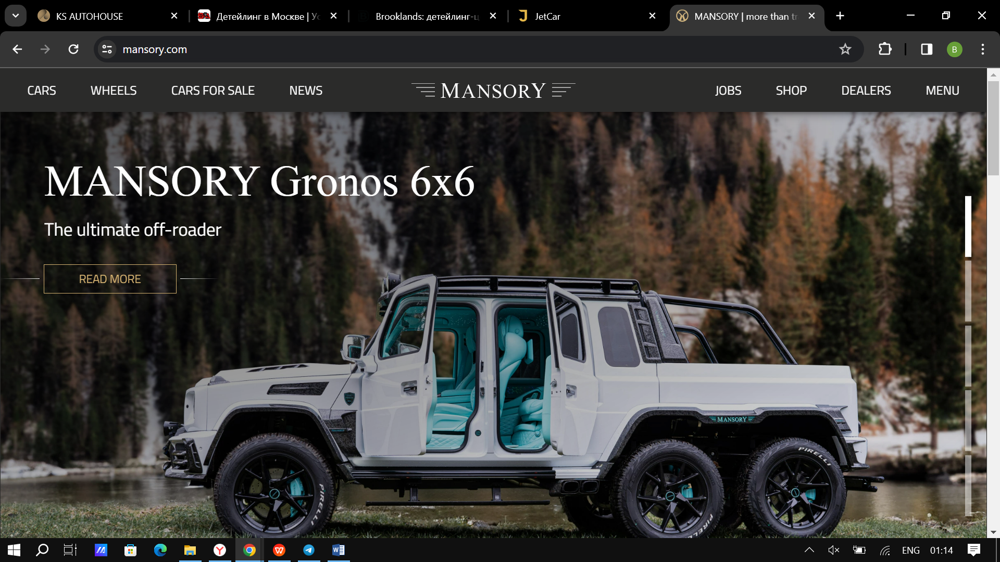 KS AUTOHOUSE
Детейлинг в Москве | Ус
Brooklands: детейлинг-ц
JetCar
MANSORY | more than tr
mansory.com
B
CARS
WHEELS
CARS FOR SALE
NEWS
MANSORY
JOBS
SHOP
DEALERS
MENU
MANSORY Gronos 6x6
The ultimate off-roader
READ MORE
MANSORY
PIRELLI
PIRELLI
PIRELLI
ENG
01:14